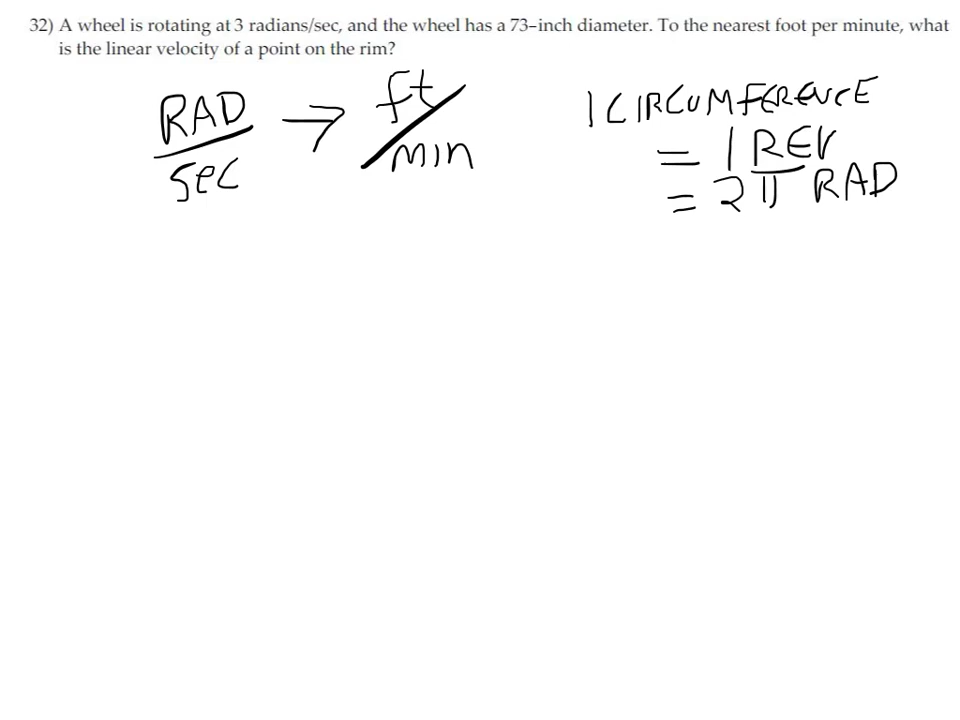 32) A wheel is rotating at 3 radians/sec, and the wheel has a 73-inch diameter. To the nearest foot per minute, what
is the linear velocity of a point on the rim?
RAD/sec → ft/min
1 CIRCUMFERENCE
= 1 REV
= 2π RAD